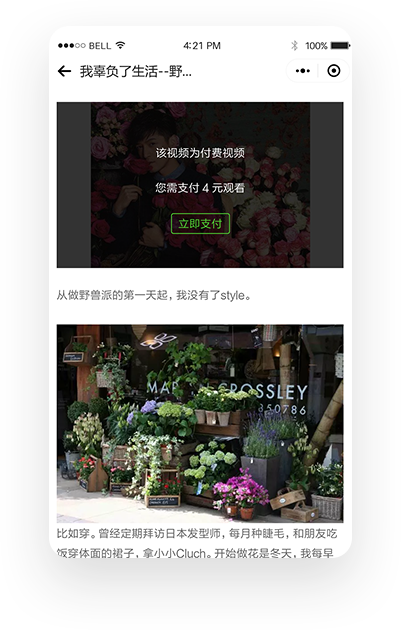 BELL 4:21 PM 100%
我辜负了生活--野...
该视频为付费视频
您需支付 4 元观看
立即支付
从做野兽派的第一天起，我没有了style。
CROSSLEY
350786
比如穿。曾经定期拜访日本发型师，每月种睫毛，和朋友吃
饭穿体面的裙子，拿小小Cluch。开始做花是冬天，我每早